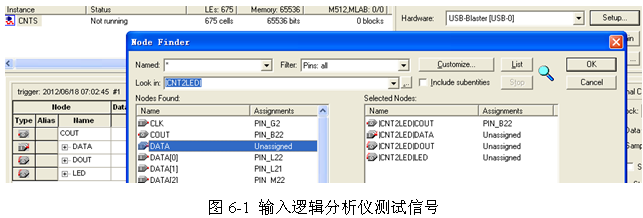 Instance Status LEs: 675 Memory: 65536 M512,MLAB: 0/0
CNTS Not running 675 cells 65536 bits 0 blocks
Hardware: USB-Blaster [USB-0] Setup...
Node Finder
Named: * Filter: Pins: all Customize... List OK
Look in: |CNT2LED| ... Include subentities Stop Cancel
trigger: 2012/06/18 07:02:45 #1
Node
Type Alias Name
COUT
DATA
DOUT
LED
Nodes Found:
Name Assignments
CLK PIN_G2
COUT PIN_B22
DATA Unassigned
DATA[0] PIN_L22
DATA[1] PIN_L21
DATA[2] PIN_M22
Selected Nodes:
Name Assignments
|CNT2LED|COUT PIN_B22
|CNT2LED|DATA Unassigned
|CNT2LED|DOUT Unassigned
|CNT2LED|LED Unassigned
图 6-1 输入逻辑分析仪测试信号